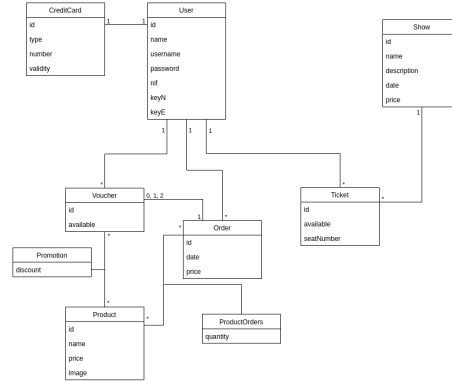 CreditCard
id
type
number
validity
1
1
User
id
name
username
password
nif
keyN
keyE
Show
id
name
description
date
price
1
1
1
1
*
*
*
*
Voucher
id
available
0, 1, 2
1
*
*
Order
id
date
price
Ticket
id
available
seatNumber
Promotion
discount
*
*
Product
id
name
price
image
ProductOrders
quantity